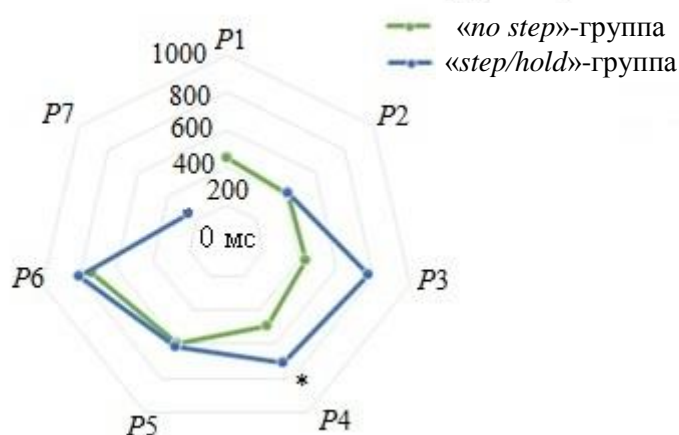 «no step»-группа
«step/hold»-группа
1000
P1
800
600
400
200
0 мс
P2
P3
P4
*
P5
P6
P7